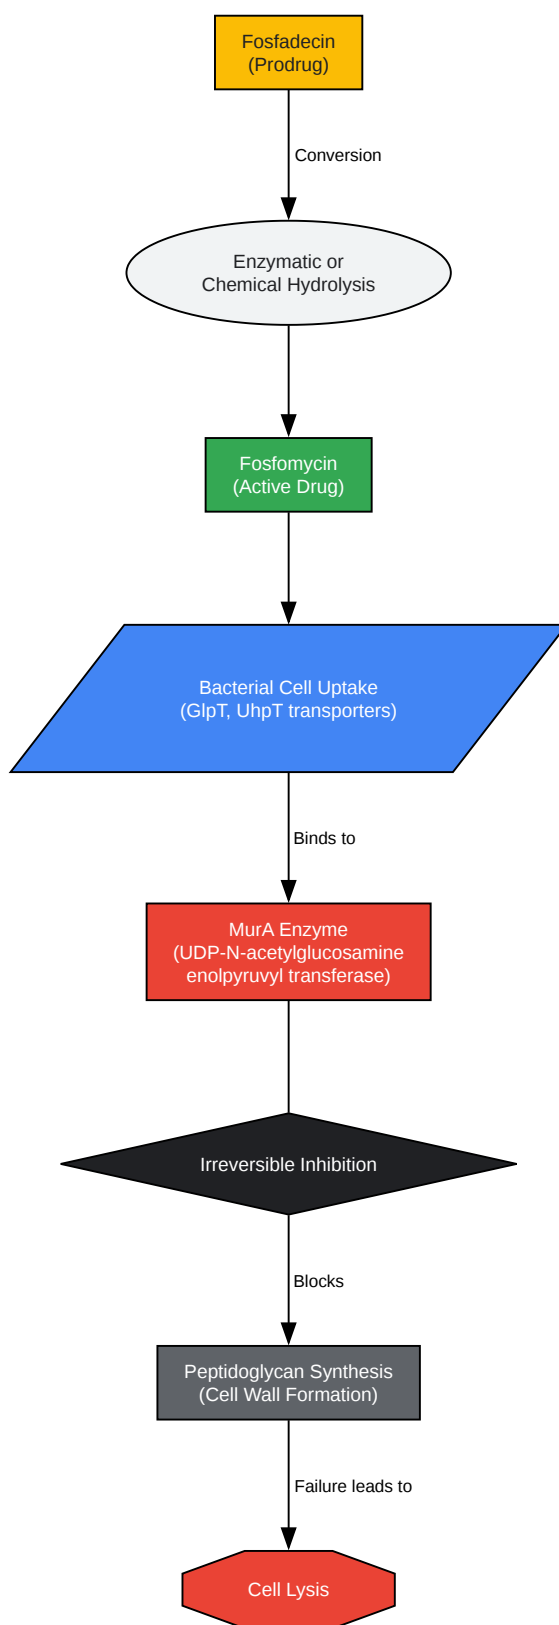 Fosfadecin
(Prodrug)
Conversion
Enzymatic or
Chemical Hydrolysis
Fosfomycin
(Active Drug)
Bacterial Cell Uptake
(GlpT, UhpT transporters)
Binds to
MurA Enzyme
(UDP-N-acetylglucosamine
enolpyruvyl transferase)
Irreversible Inhibition
Blocks
Peptidoglycan Synthesis
(Cell Wall Formation)
Failure leads to
Cell Lysis